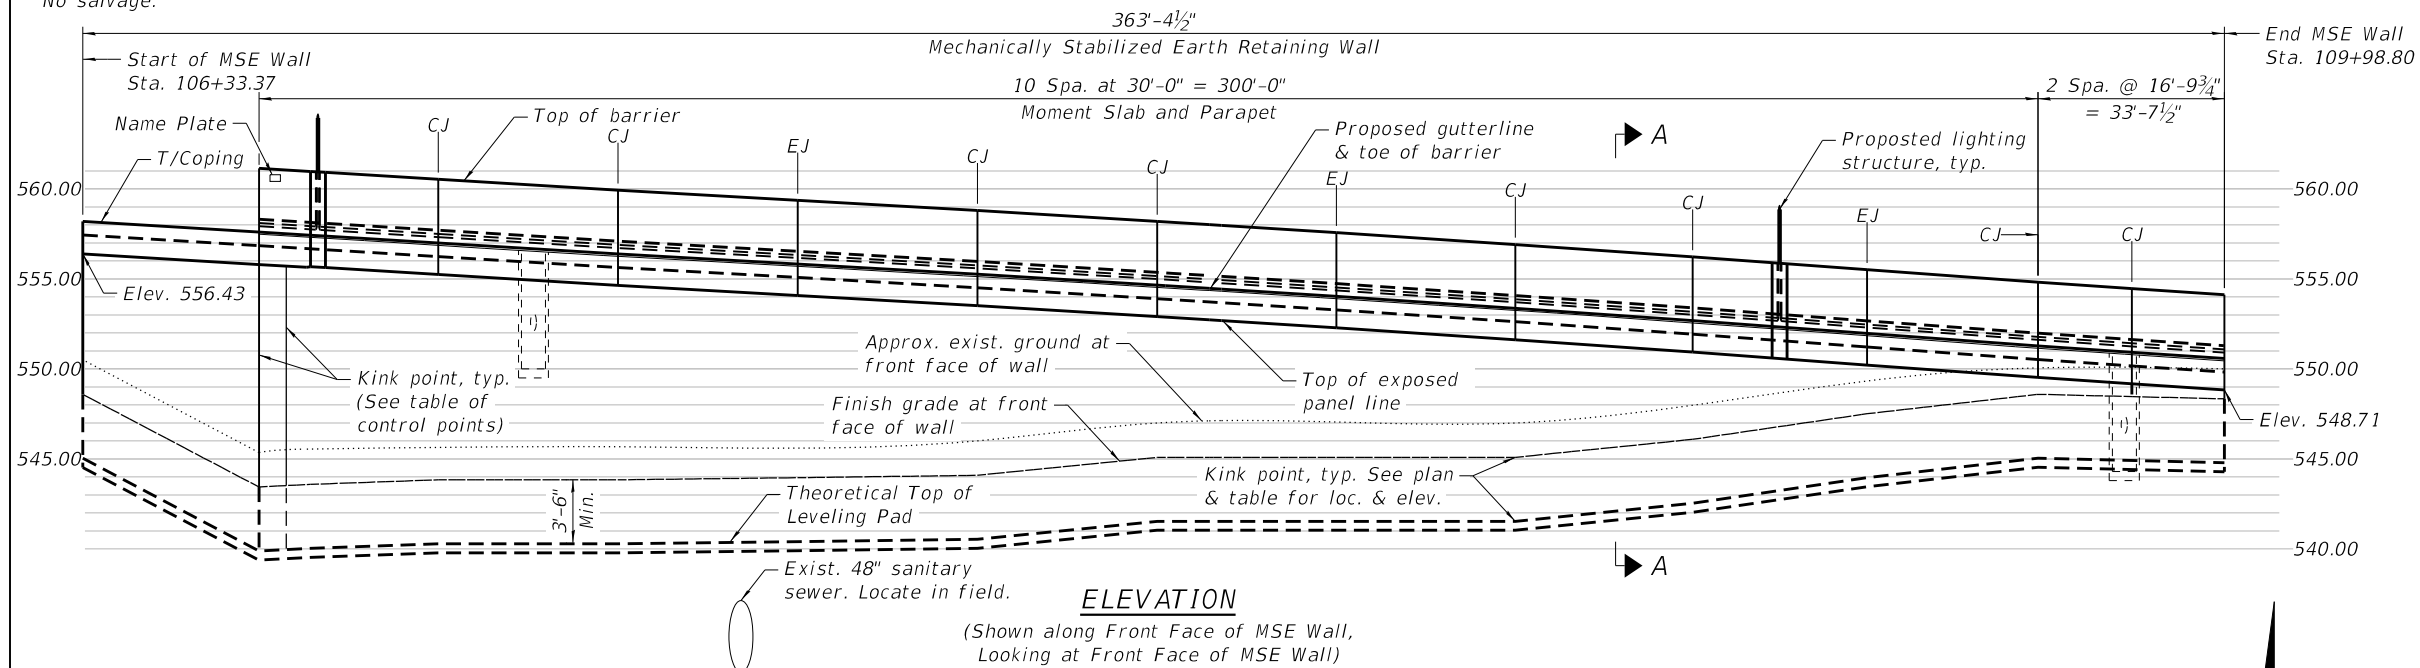 No salvage.
363'-4½"
Mechanically Stabilized Earth Retaining Wall
Start of MSE Wall
Sta. 106+33.37
End MSE Wall
Sta. 109+98.80
10 Spa. at 30'-0" = 300'-0"
Moment Slab and Parapet
2 Spa. @ 16'-9¾"
= 33'-7½"
Name Plate
T/Coping
CJ
Top of barrier
CJ
EJ
CJ
CJ
Proposed gutterline
& toe of barrier
EJ
CJ
A
CJ
Proposted lighting
structure, typ.
EJ
CJ
CJ
560.00
560.00
555.00
555.00
Elev. 556.43
550.00
550.00
Approx. exist. ground at
front face of wall
Kink point, typ.
(See table of
control points)
Top of exposed
panel line
Finish grade at front
face of wall
Elev. 548.71
545.00
545.00
Kink point, typ. See plan
& table for loc. & elev.
3'-6"
Min.
Theoretical Top of
Leveling Pad
540.00
A
Exist. 48" sanitary
sewer. Locate in field.
ELEVATION
(Shown along Front Face of MSE Wall,
Looking at Front Face of MSE Wall)